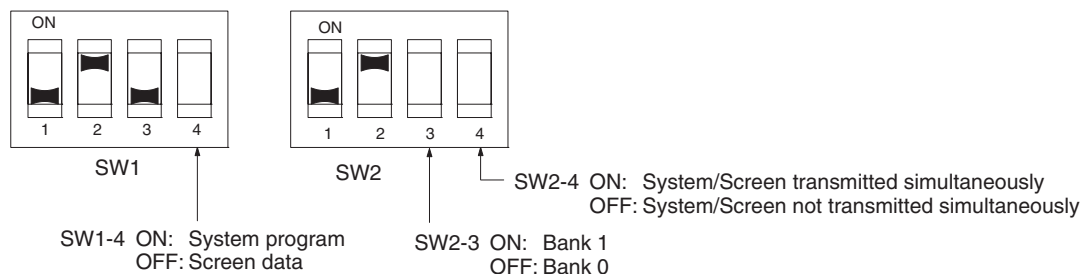 ON
ON
1 2 3 4
1 2 3 4
SW1
SW2
SW2-4 ON: System/Screen transmitted simultaneously
OFF: System/Screen not transmitted simultaneously
SW1-4 ON: System program
OFF: Screen data
SW2-3 ON: Bank 1
OFF: Bank 0